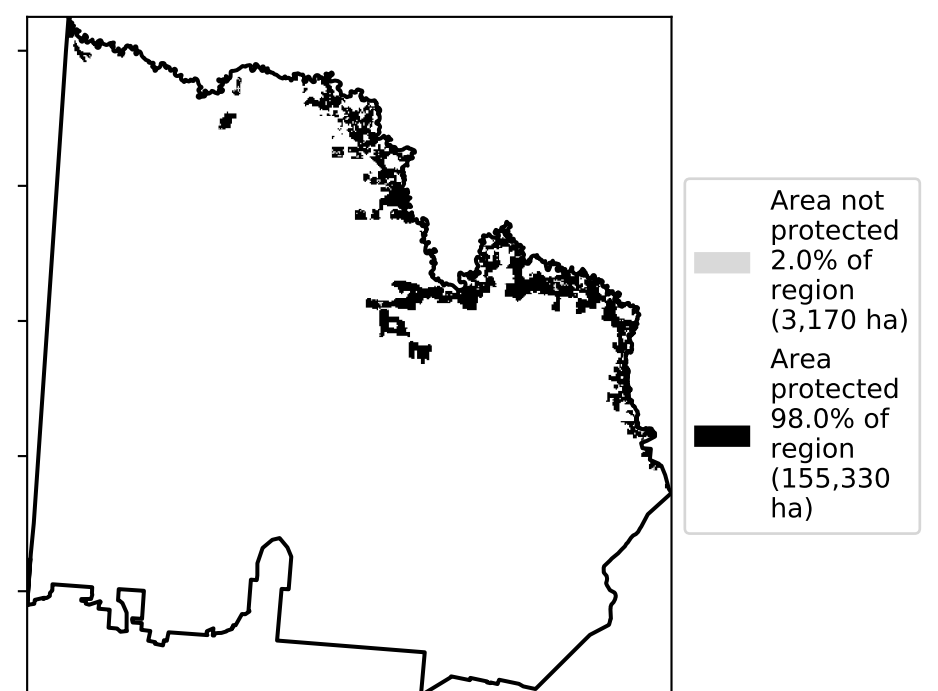 Area not
protected
2.0% of
region
(3,170 ha)
Area
protected
98.0% of
region
(155,330
ha)